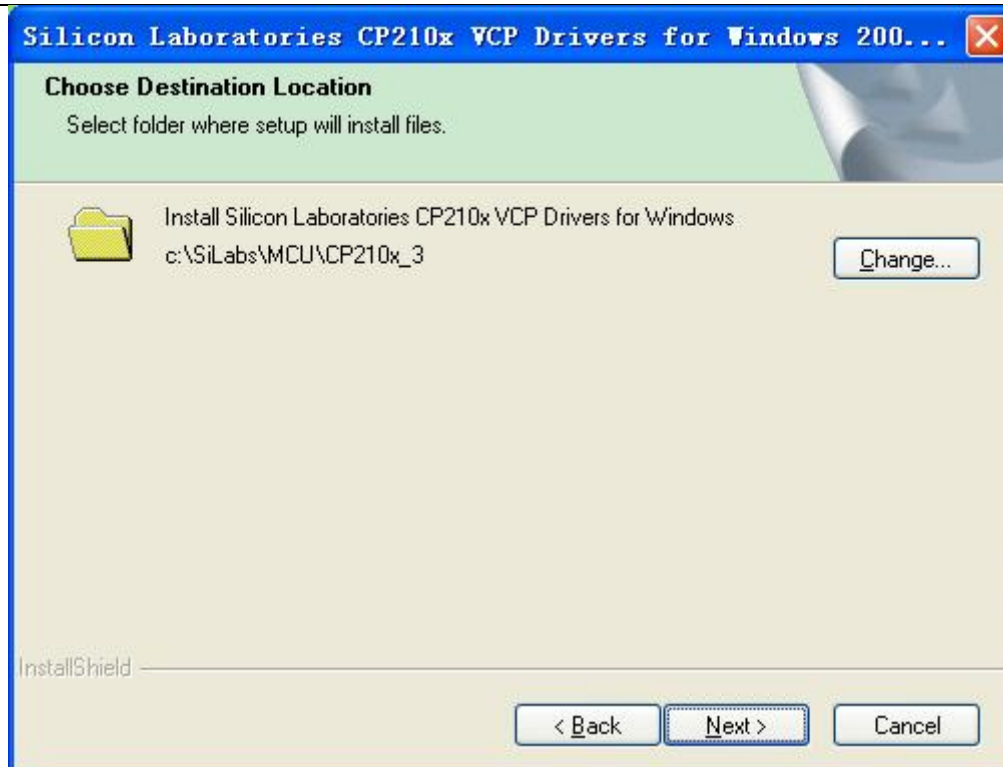 Silicon Laboratories CP210x VCP Drivers for Windows 200...
Choose Destination Location
Select folder where setup will install files.
Install Silicon Laboratories CP210x VCP Drivers for Windows
c:\SiLabs\MCU\CP210x_3
Change...
InstallShield
< Back
Next >
Cancel